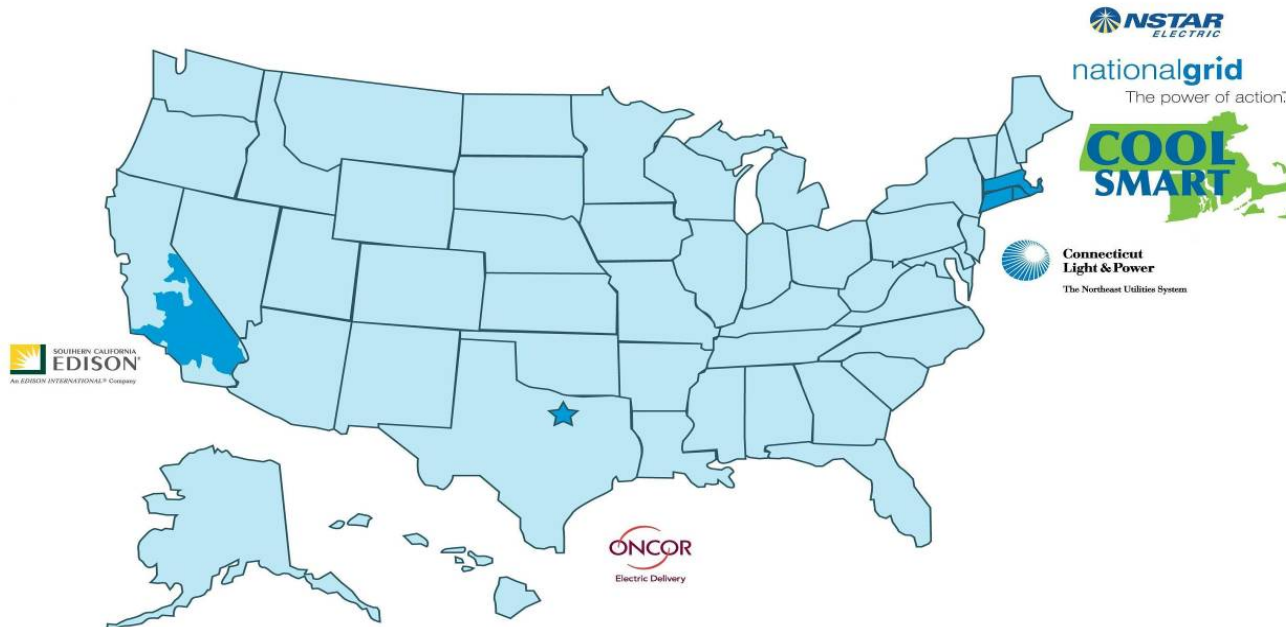 NSTAR
ELECTRIC
nationalgrid
The power of action.
COOL
SMART
Connecticut
Light & Power
The Northeast Utilities System
SOUTHERN CALIFORNIA
EDISON®
An EDISON INTERNATIONAL® Company
ONCOR
Electric Delivery